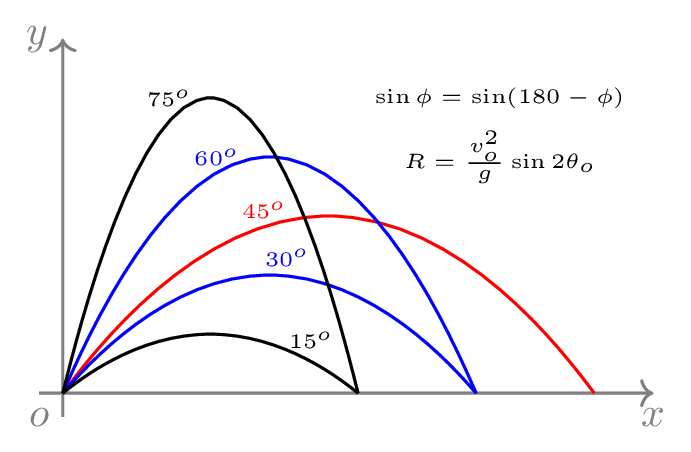 y
75°
sin ϕ = sin(180 − ϕ)
60°
R = v_o^2/g sin 2θ_o
45°
30°
15°
o
x